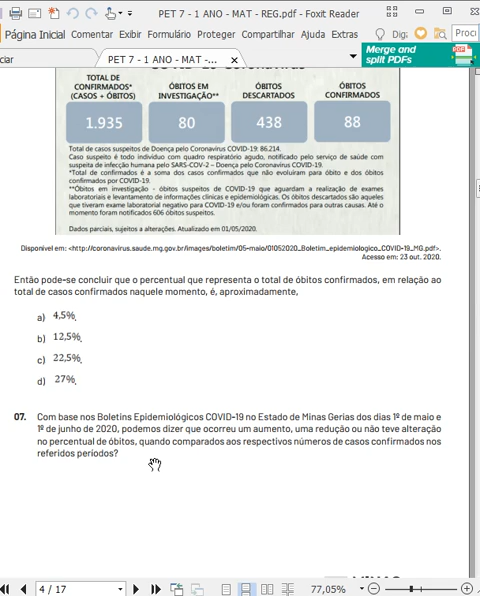 PET 7 - 1 ANO - MAT - REG.pdf - Foxit Reader
Página Inicial Comentar Exibir Formulário Proteger Compartilhar Ajuda Extras Dig: Proci
ciar PET 7 - 1 ANO - MAT -... × Merge and split PDFs
TOTAL DE CONFIRMADOS* (CASOS + ÓBITOS) ÓBITOS EM INVESTIGAÇÃO** ÓBITOS DESCARTADOS ÓBITOS CONFIRMADOS
1.935 80 438 88
Total de casos suspeitos de Doença pelo Coronavírus COVID-19: 86.214.
Caso suspeito é todo indivíduo com quadro respiratório agudo, notificado pelo serviço de saúde com
suspeita de infecção humana pelo SARS-COV-2 – Doença pelo Coronavírus COVID-19.
*Total de confirmados é a soma dos casos confirmados que não evoluíram para óbito e dos óbitos
confirmados por COVID-19.
**Óbitos em investigação - óbitos suspeitos de COVID-19 que aguardam a realização de exames
laboratoriais e levantamento de informações clínicas e epidemiológicas. Os óbitos descartados são aqueles
que tiveram exame laboratorial negativo para COVID-19 e/ou foram confirmados para outras causas. Até o
momento foram notificados 606 óbitos suspeitos.
Dados parciais, sujeitos a alterações. Atualizado em 01/05/2020.
Disponível em: <http://coronavirus.saude.mg.gov.br/images/boletim/05-maio/01052020_Boletim_epidemiologico_COVID-19_MG.pdf>.
Acesso em: 23 out. 2020.
Então pode-se concluir que o percentual que representa o total de óbitos confirmados, em relação ao
total de casos confirmados naquele momento, é, aproximadamente,
a) 4,5%.
b) 12,5%.
c) 22,5%.
d) 27%.
07. Com base nos Boletins Epidemiológicos COVID-19 no Estado de Minas Gerias dos dias 1º de maio e
1º de junho de 2020, podemos dizer que ocorreu um aumento, uma redução ou não teve alteração
no percentual de óbitos, quando comparados aos respectivos números de casos confirmados nos
referidos períodos?
4 / 17 77,05%